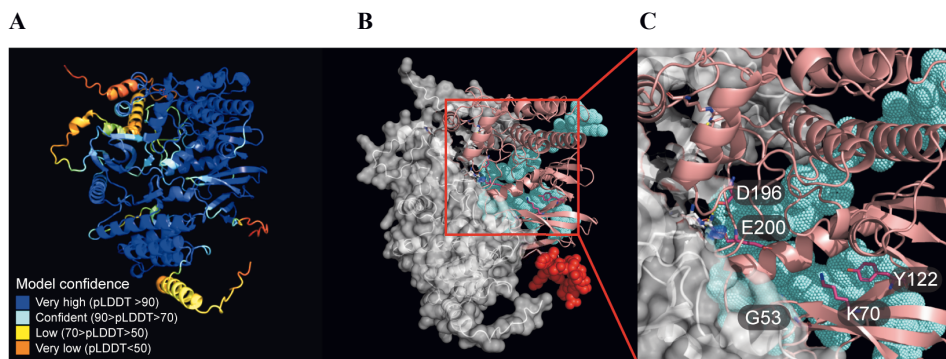 A
B
C
Model confidence
Very high (pLDDT >90)
Confident (90>pLDDT>70)
Low (70>pLDDT>50)
Very low (pLDDT<50)
D196
E200
Y122
K70
G53